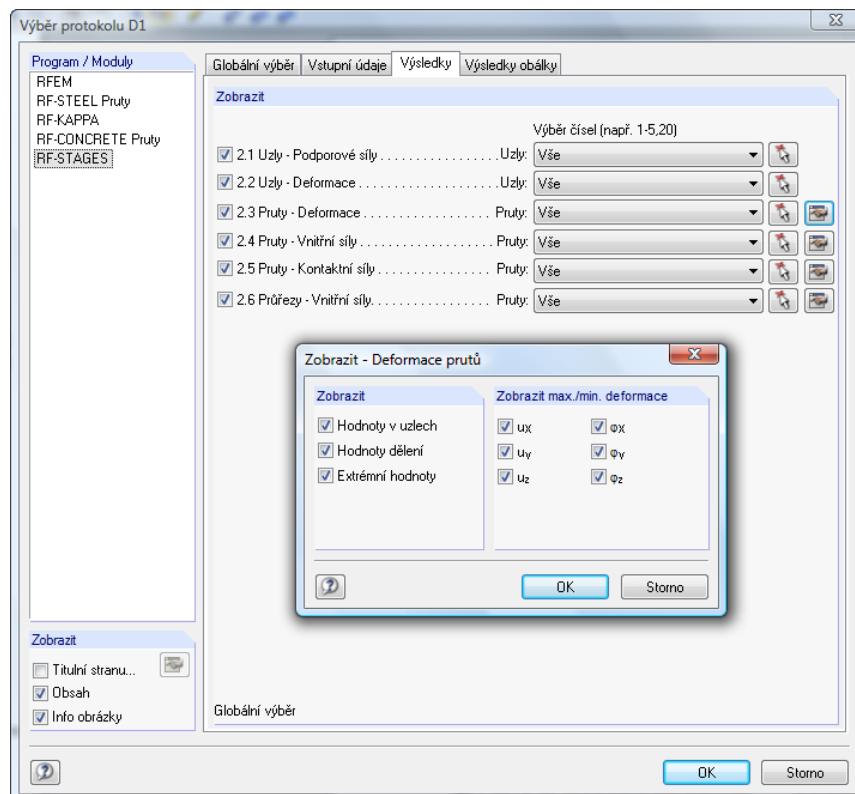 Výběr protokolu D1
Program / Moduly
RFEM
RF-STEEL Pruty
RF-KAPPA
RF-CONCRETE Pruty
RF-STAGES
Globální výběr Vstupní údaje Výsledky Výsledky obálky
Zobrazit
Výběr čísel (např. 1-5,20)
2.1 Uzly - Podporové síly . . . . . . . . . . . . . . . . Uzly: Vše
2.2 Uzly - Deformace . . . . . . . . . . . . . . . . . . . Uzly: Vše
2.3 Pruty - Deformace . . . . . . . . . . . . . . . . . Pruty: Vše
2.4 Pruty - Vnitřní síly . . . . . . . . . . . . . . . . . . Pruty: Vše
2.5 Pruty - Kontaktní síly . . . . . . . . . . . . . . . Pruty: Vše
2.6 Průřezy - Vnitřní síly. . . . . . . . . . . . . . . . Pruty: Vše
Zobrazit - Deformace prutů
Zobrazit Zobrazit max./min. deformace
Hodnoty v uzlech uX φX
Hodnoty dělení uY φY
Extrémní hodnoty uZ φZ
OK Storno
Zobrazit
Titulní stranu...
Obsah
Info obrázky
Globální výběr
OK Storno